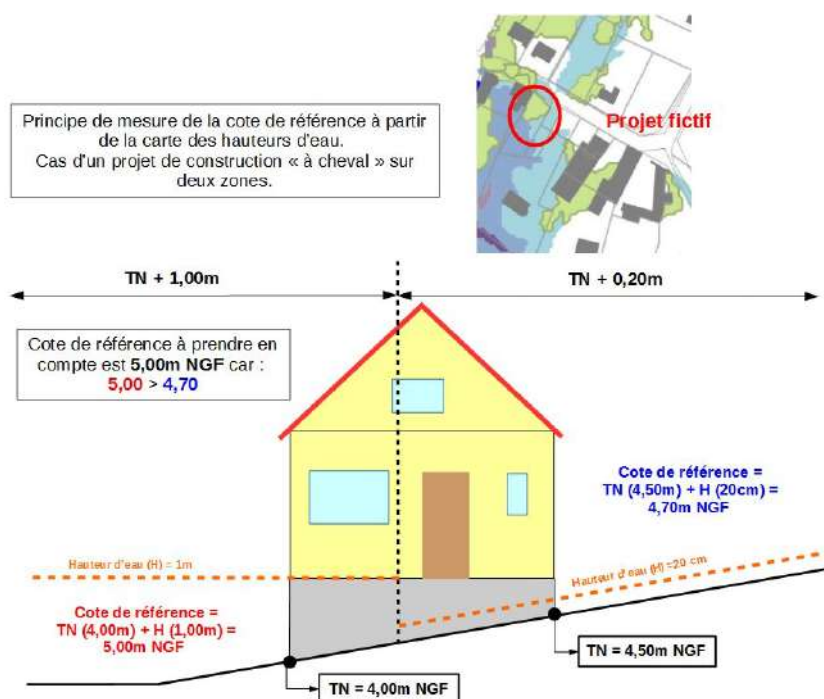 Principe de mesure de la cote de référence à partir
de la carte des hauteurs d'eau.
Cas d'un projet de construction « à cheval » sur
deux zones.
Projet fictif
TN + 1,00m
TN + 0,20m
Cote de référence à prendre en
compte est 5,00m NGF car :
5,00 > 4,70
Cote de référence =
TN (4,50m) + H (20cm) =
4,70m NGF
Hauteur d'eau (H) = 1m
Hauteur d'eau (H) =20 cm
Cote de référence =
TN (4,00m) + H (1,00m) =
5,00m NGF
TN = 4,50m NGF
TN = 4,00m NGF